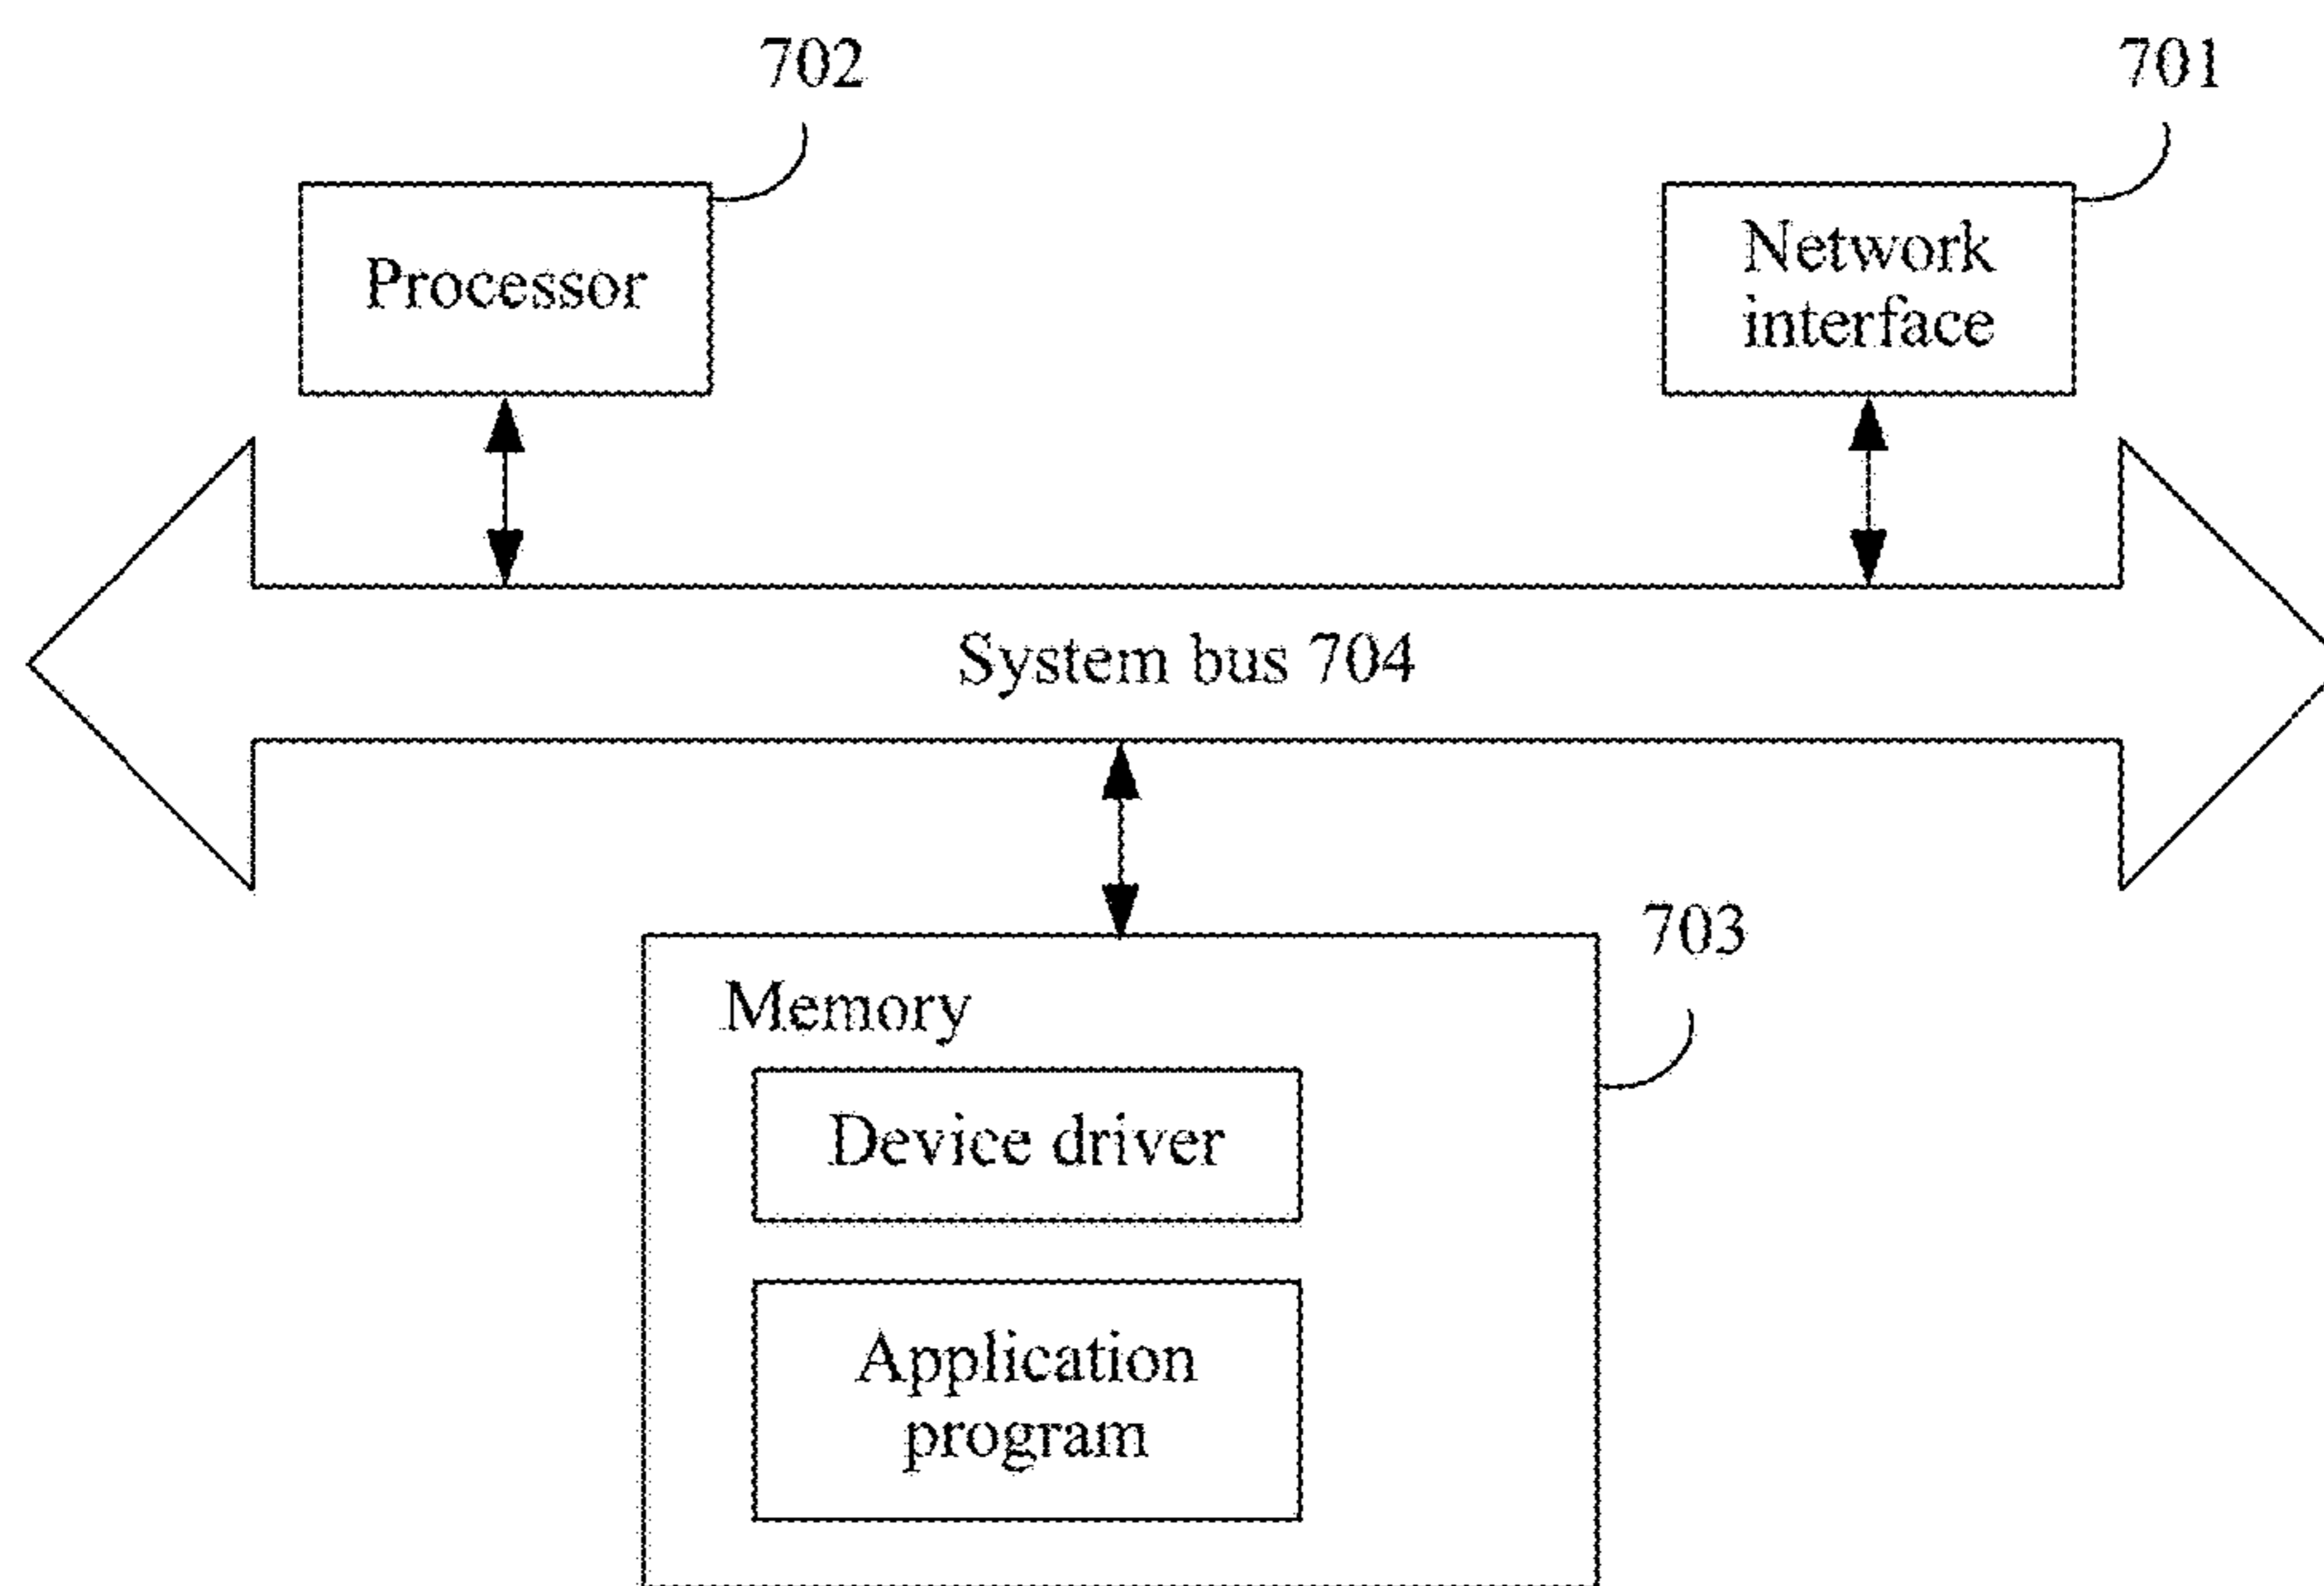 702
701
Processor
Network
interface
System bus 704
703
Memory
Device driver
Application
program